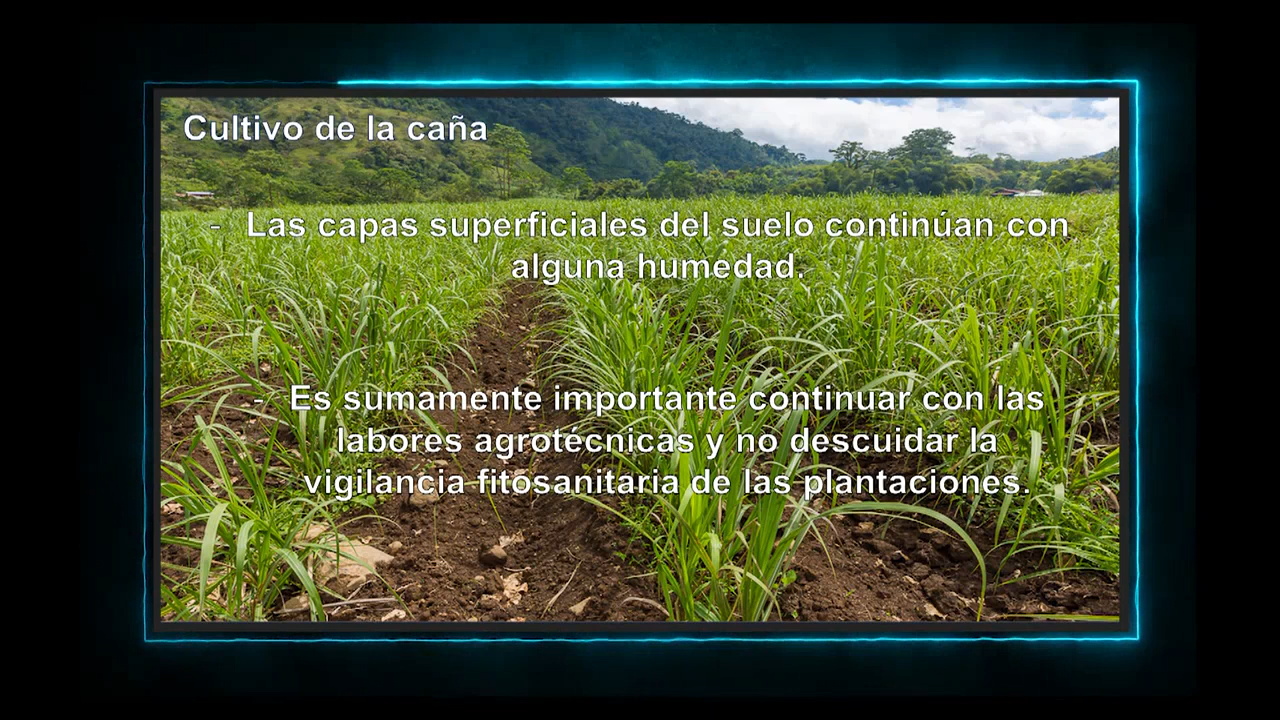 Cultivo de la caña
- Las capas superficiales del suelo continúan con
alguna humedad.
- Es sumamente importante continuar con las
labores agrotécnicas y no descuidar la
vigilancia fitosanitaria de las plantaciones.